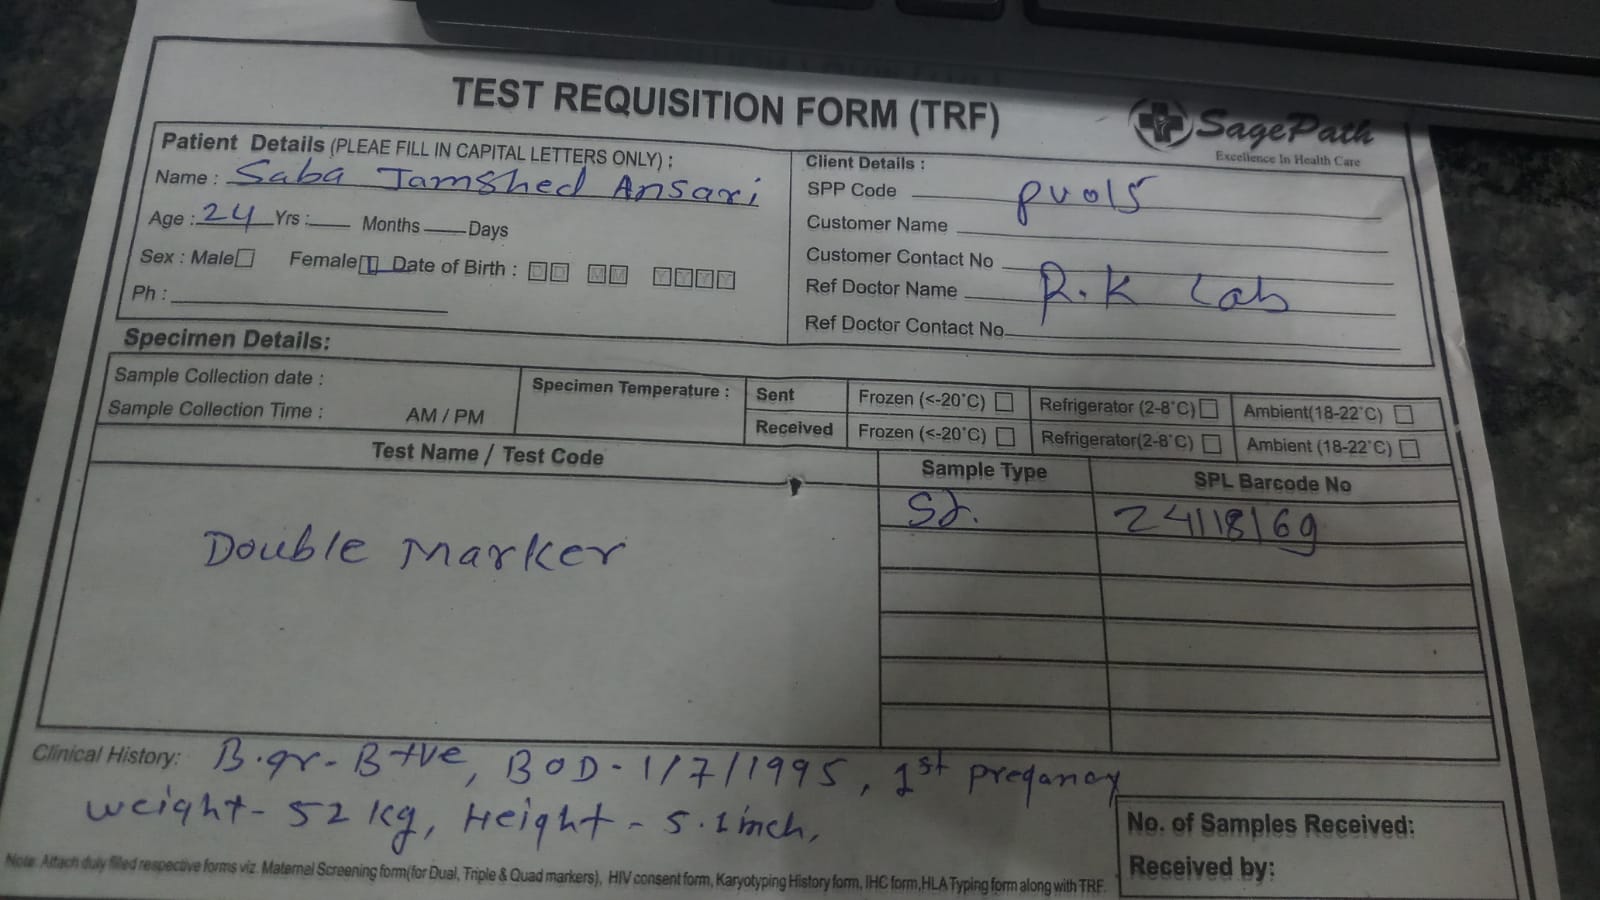 TEST REQUISITION FORM (TRF)
SagePath
Excellence In Health Care
Patient Details (PLEAE FILL IN CAPITAL LETTERS ONLY) :
Name : Saba Jamshed Ansari
Age : 24 Yrs : Months Days
Sex : Male Female Date of Birth : DD MM YYYY
Ph :
Client Details :
SPP Code PU015
Customer Name
Customer Contact No
Ref Doctor Name R.K Lab
Ref Doctor Contact No
Specimen Details:
Sample Collection date :
Sample Collection Time : AM / PM
Specimen Temperature :
Sent Frozen (<-20°C) Refrigerator (2-8°C) Ambient(18-22°C)
Received Frozen (<-20°C) Refrigerator(2-8°C) Ambient (18-22°C)
Test Name / Test Code Sample Type SPL Barcode No
24118169
Double Marker
Clinical History: B.gr- B+ve, BOD- 1/7/1995, 1st pregancy
weight- 52 kg, Height - 5.1 inch,
No. of Samples Received:
Received by:
Note: Attach duly filled respective forms viz. Maternal Screening form(for Dual, Triple & Quad markers), HIV consent form, Karyotyping History form, IHC form,HLA Typing form along with TRF.